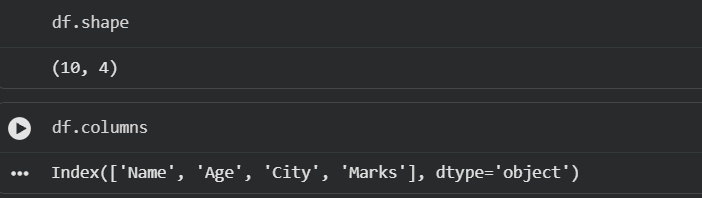 df.shape
(10, 4)
df.columns
Index(['Name', 'Age', 'City', 'Marks'], dtype='object')